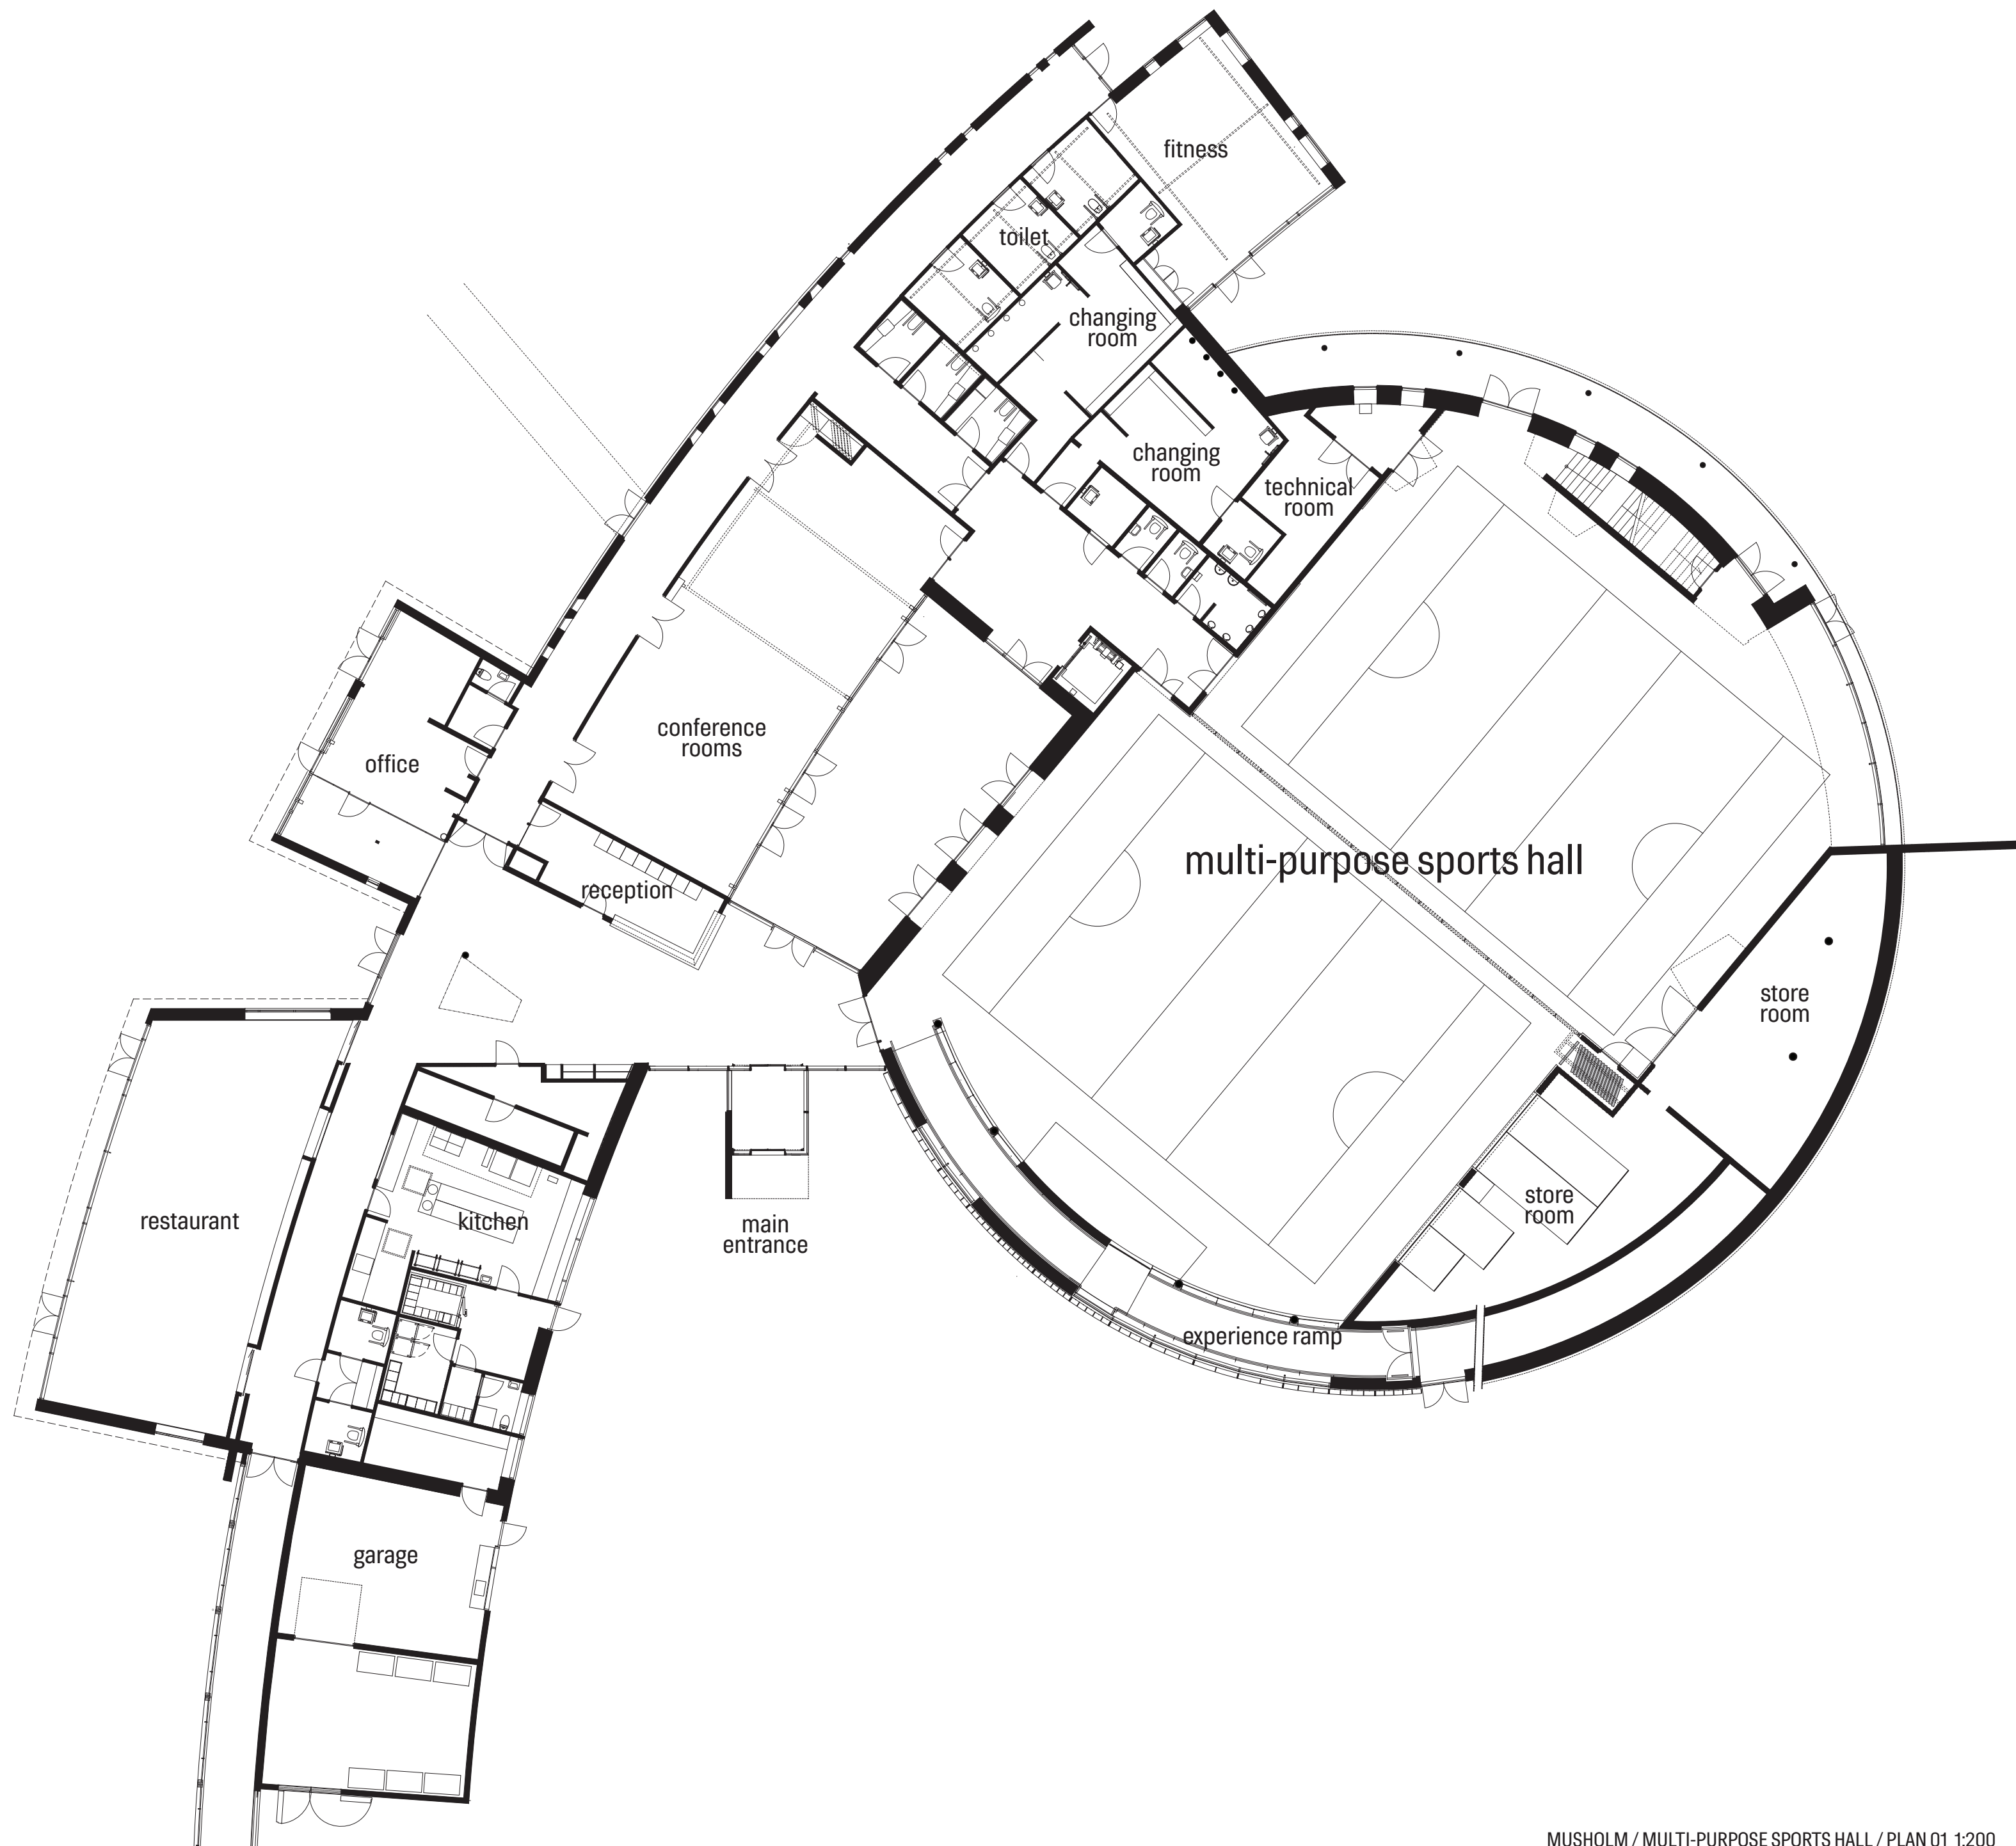 fitness
toilet
changing
room
changing
room
technical
room
conference
rooms
office
multi-purpose sports hall
reception
store
room
store
room
restaurant
kitchen
main
entrance
experience ramp
garage
MUSHOLM / MULTI-PURPOSE SPORTS HALL / PLAN 01 1:200